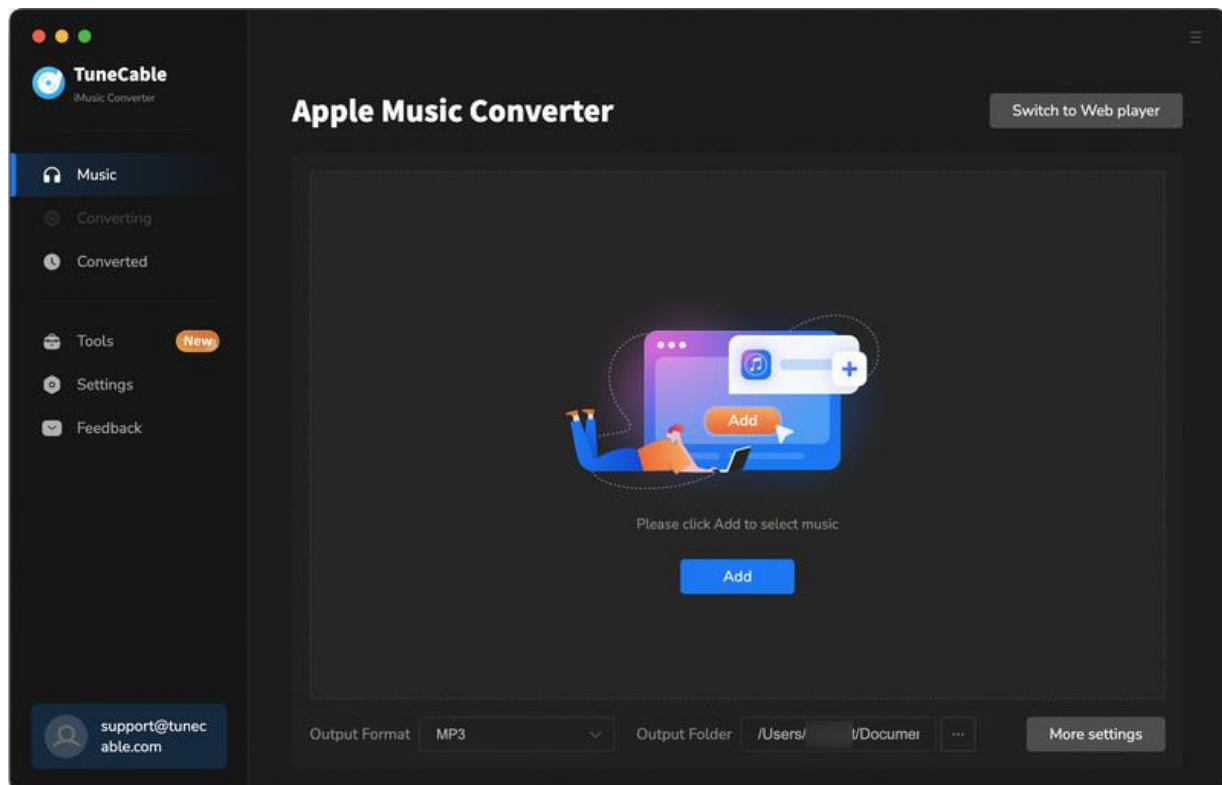 TuneCable
iMusic Converter
Apple Music Converter
Switch to Web player
Music
Converting
Converted
Tools
New
Settings
Feedback
Add
Please click Add to select music
Add
support@tunec
able.com
Output Format
MP3
Output Folder
/Users/ t/Documer
...
More settings